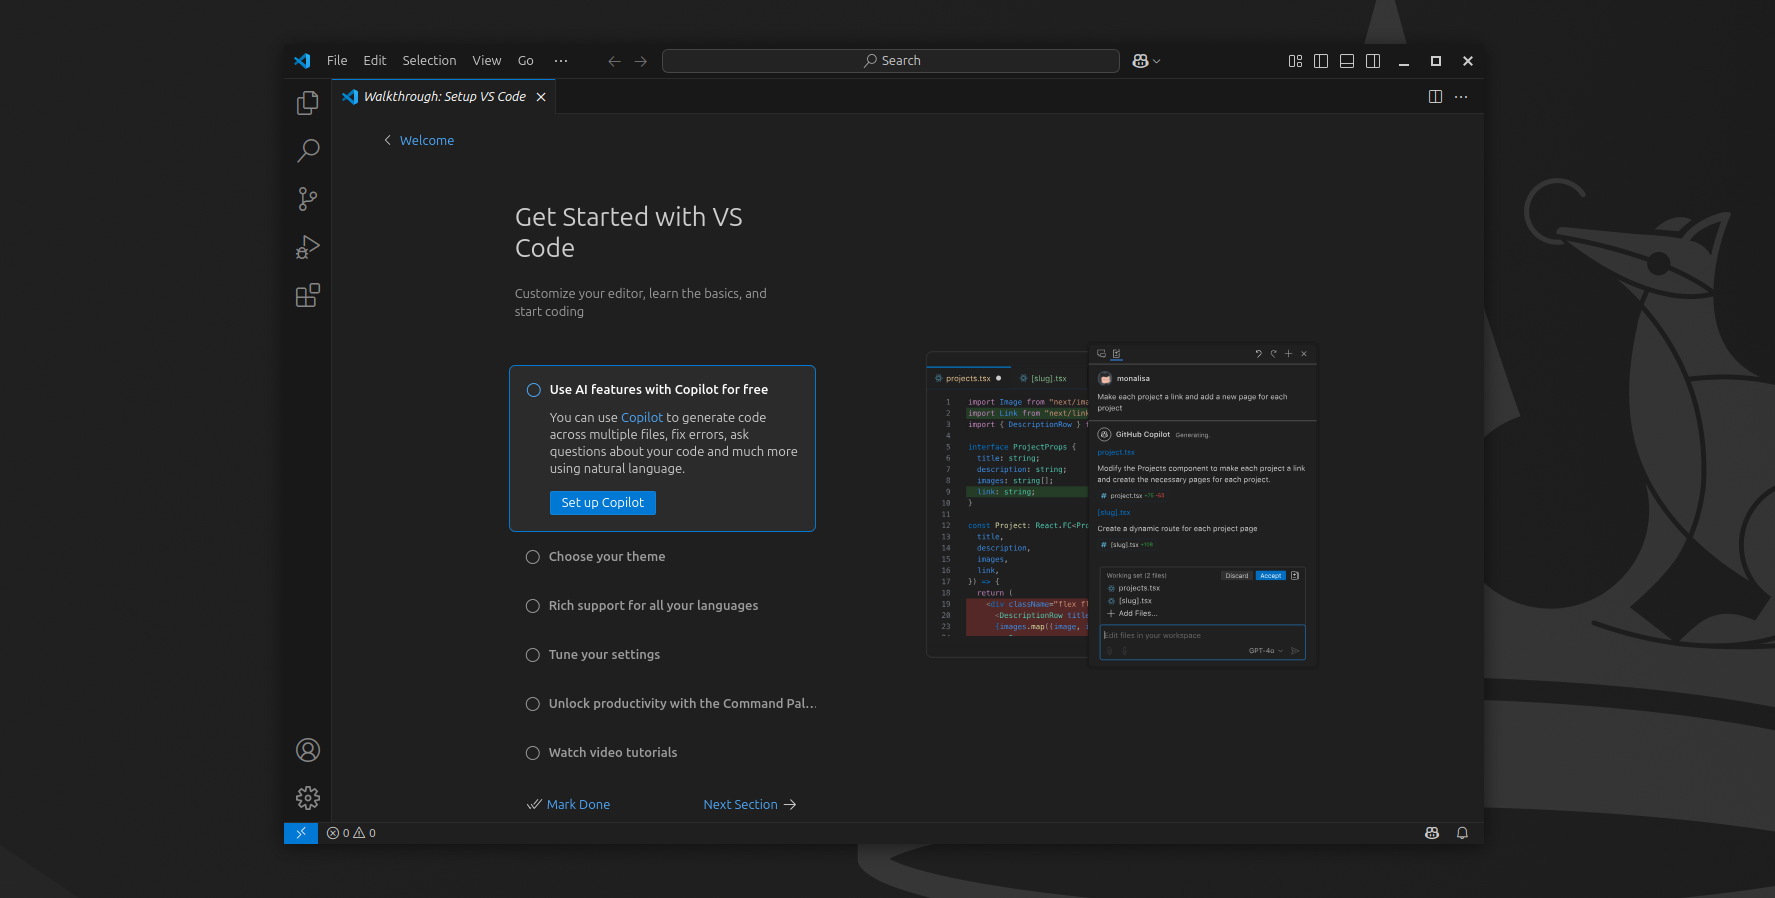 File Edit Selection View Go ··· Search
Walkthrough: Setup VS Code
Welcome
Get Started with VS
Code
Customize your editor, learn the basics, and
start coding
Use AI features with Copilot for free
You can use Copilot to generate code
across multiple files, fix errors, ask
questions about your code and much more
using natural language.
Set up Copilot
Choose your theme
Rich support for all your languages
Tune your settings
Unlock productivity with the Command Pal...
Watch video tutorials
Mark Done Next Section
projects.tsx [slug].tsx
1 import Image from "next/ima
2 import Link from "next/link
3 import { DescriptionRow }
4
5 interface ProjectProps {
6 title: string;
7 description: string;
8 images: string[];
9 link: string;
10 }
11
12 const Project: React.FC<Pro
13 title,
14 description,
15 images,
16 link,
17 }) => {
18 return (
19 <div className="flex fl
20 <DescriptionRow title
23 {images.map((image,
monalisa
Make each project a link and add a new page for each
project
GitHub Copilot Generating.
project.tsx
Modify the Projects component to make each project a link
and create the necessary pages for each project.
# project.tsx
[slug].tsx
Create a dynamic route for each project page
# [slug].tsx
Working set (2 files) Discard Accept
projects.tsx
[slug].tsx
Add Files...
Edit files in your workspace
GPT-4o
0 0